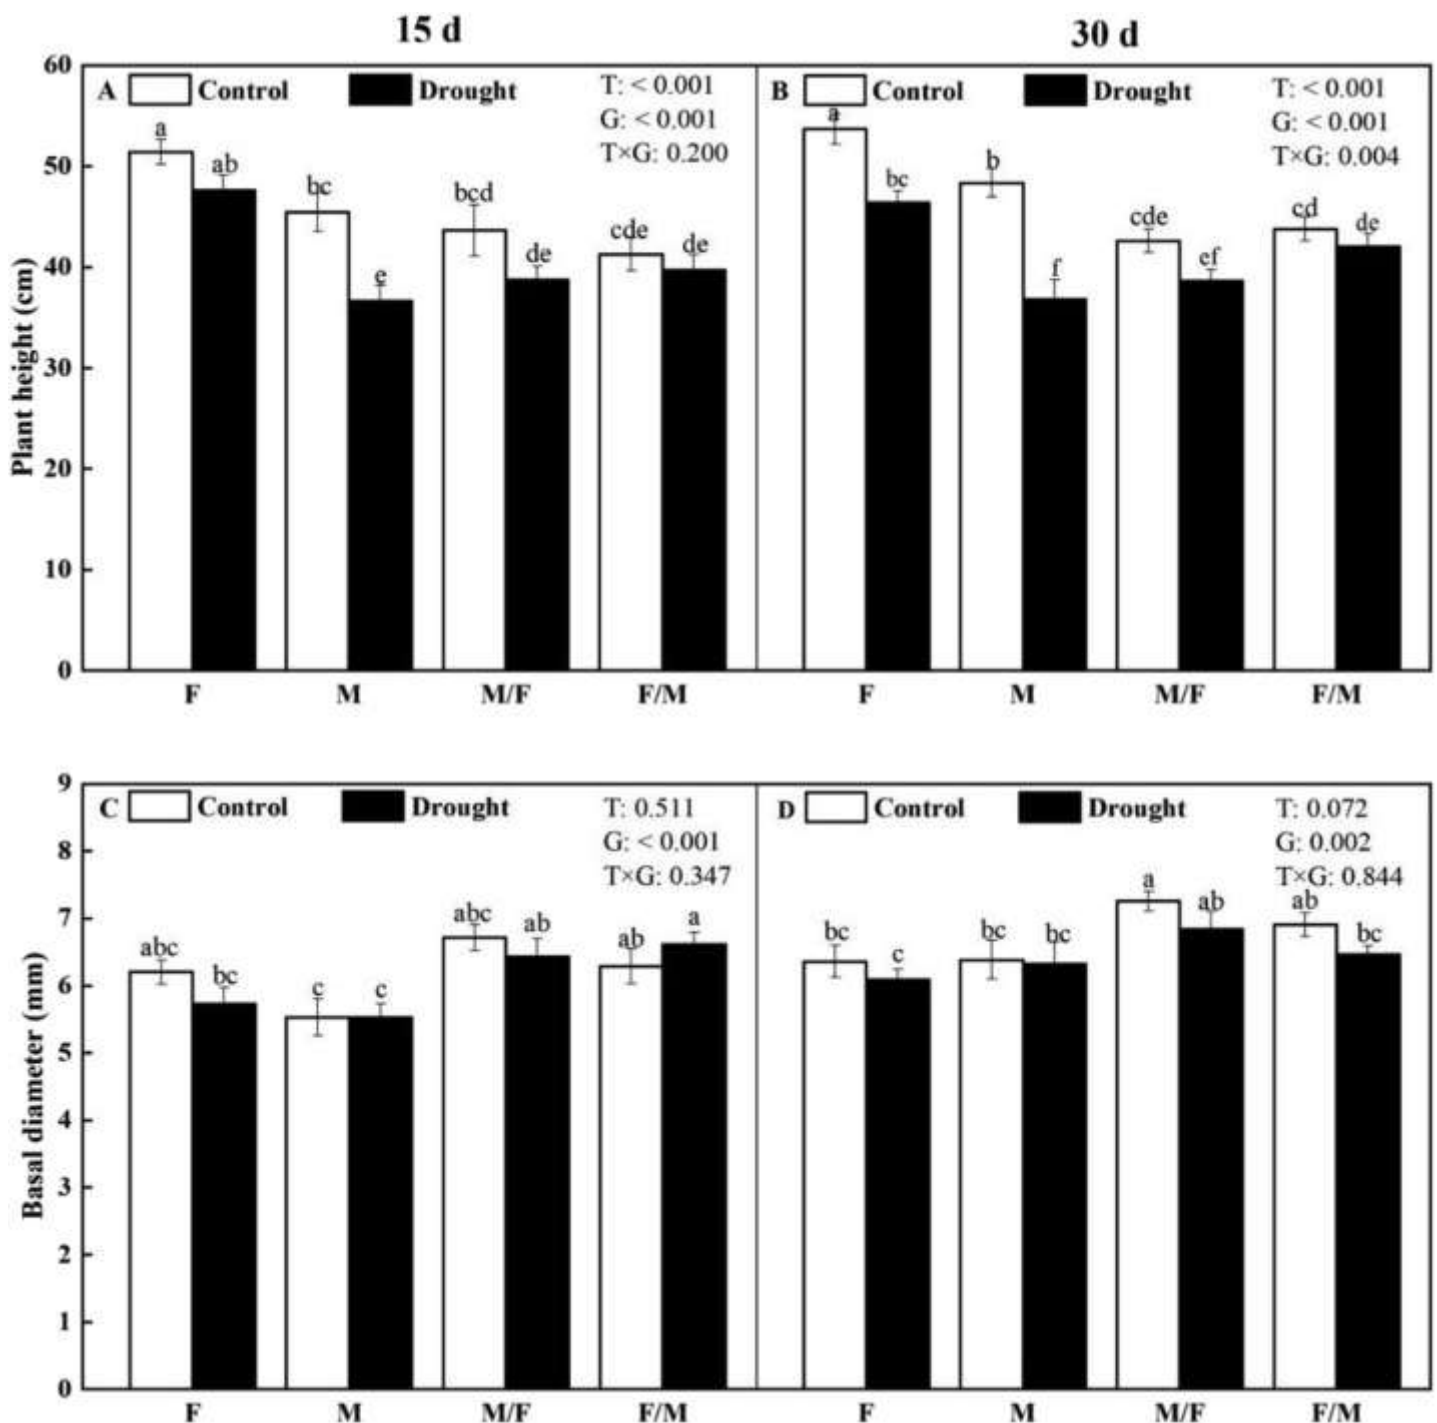 15 d
30 d
A Control Drought
T: < 0.001
G: < 0.001
T×G: 0.200
B Control Drought
T: < 0.001
G: < 0.001
T×G: 0.004
Plant height (cm)
60
50
40
30
20
10
0
a
ab
bc
e
bcd
de
cde
de
a
bc
b
f
cde
ef
cd
de
F M M/F F/M
F M M/F F/M
C Control Drought
T: 0.511
G: < 0.001
T×G: 0.347
D Control Drought
T: 0.072
G: 0.002
T×G: 0.844
Basal diameter (mm)
9
8
7
6
5
4
3
2
1
0
abc
bc
c
c
abc
ab
ab
a
bc
c
bc
bc
a
ab
ab
bc
F M M/F F/M
F M M/F F/M